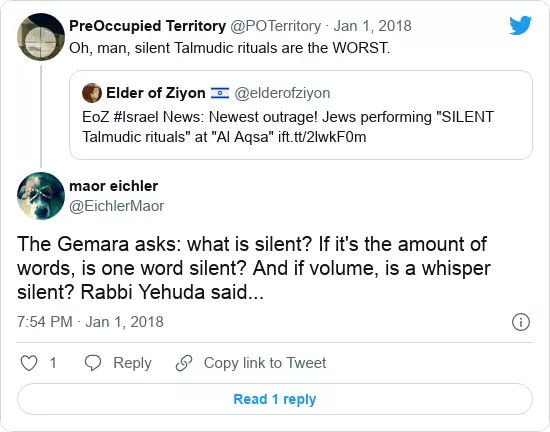 PreOccupied Territory @POTerritory · Jan 1, 2018
Oh, man, silent Talmudic rituals are the WORST.
Elder of Ziyon 🇮🇱 @elderofziyon
EoZ #Israel News: Newest outrage! Jews performing "SILENT
Talmudic rituals" at "Al Aqsa" ift.tt/2lwkF0m
maor eichler
@EichlerMaor
The Gemara asks: what is silent? If it's the amount of
words, is one word silent? And if volume, is a whisper
silent? Rabbi Yehuda said...
7:54 PM · Jan 1, 2018
1 Reply Copy link to Tweet
Read 1 reply